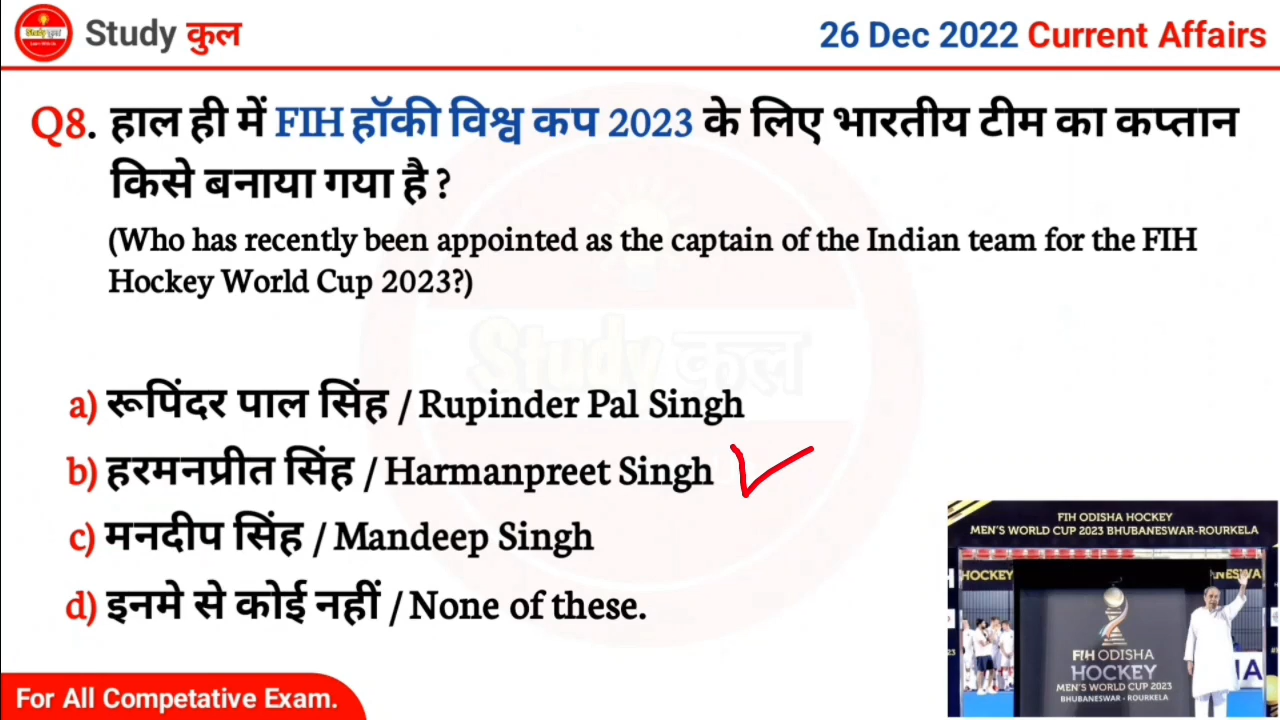 Study कुल
26 Dec 2022 Current Affairs
Q8. हाल ही में FIH हॉकी विश्व कप 2023 के लिए भारतीय टीम का कप्तान
किसे बनाया गया है ?
(Who has recently been appointed as the captain of the Indian team for the FIH
Hockey World Cup 2023?)
Study कुल
a) रूपिंदर पाल सिंह / Rupinder Pal Singh
b) हरमनप्रीत सिंह / Harmanpreet Singh
c) मनदीप सिंह / Mandeep Singh
d) इनमे से कोई नहीं / None of these.
FIH ODISHA HOCKEY
MEN'S WORLD CUP 2023 BHUBANESWAR-ROURKELA
HOCKEY
FIH ODISHA
HOCKEY
MEN'S WORLD CUP 2023
BHUBANESWAR - ROURKELA
For All Competative Exam.